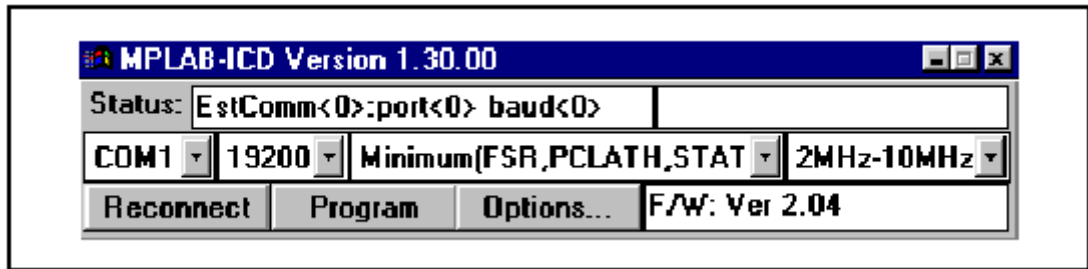 MPLAB-ICD Version 1.30.00
Status: EstComm<0>:port<0> baud<0>
COM1 19200 Minimum(FSR,PCLATH,STAT 2MHz-10MHz
Reconnect Program Options... F/W: Ver 2.04